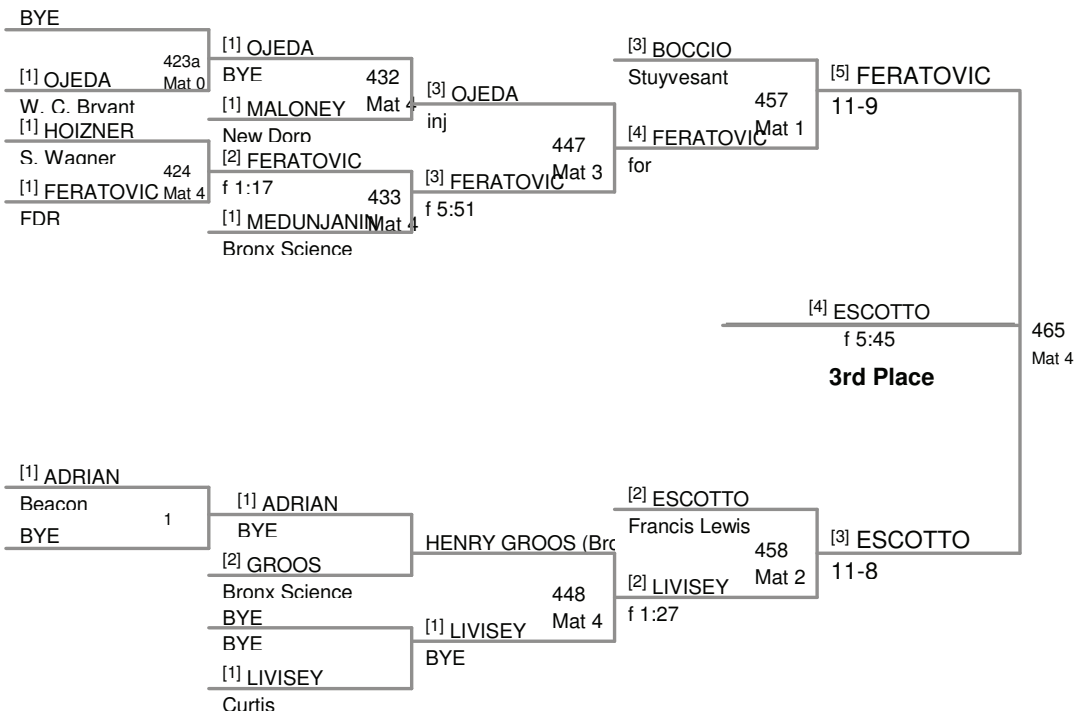 BYE
423a
Mat 0
[1] OJEDA
W. C. Bryant
[1] HOIZNER
S. Wagner
424
Mat 4
[1] FERATOVIC
FDR
[1] OJEDA
BYE
432
Mat 4
[1] MALONEY
New Dorp
[2] FERATOVIC
f 1:17
433
Mat 4
[1] MEDUNJANIN
Bronx Science
[3] OJEDA
inj
447
Mat 3
[3] FERATOVIC
f 5:51
[3] BOCCIO
Stuyvesant
457
Mat 1
[4] FERATOVIC
for
[5] FERATOVIC
11-9
[4] ESCOTTO
f 5:45
3rd Place
465
Mat 4
[1] ADRIAN
Beacon
1
BYE
[1] ADRIAN
BYE
[2] GROOS
Bronx Science
BYE
BYE
[1] LIVISEY
Curtis
HENRY GROOS (Bro
448
Mat 4
[1] LIVISEY
BYE
[2] ESCOTTO
Francis Lewis
458
Mat 2
[2] LIVISEY
f 1:27
[3] ESCOTTO
11-8